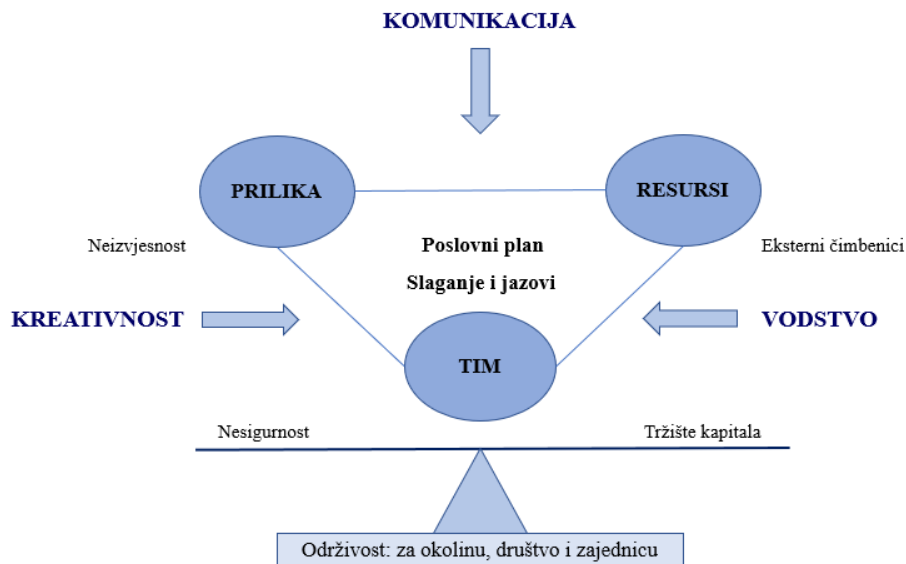 KOMUNIKACIJA
PRILIKA
RESURSI
Neizvjesnost
Poslovni plan
Eksterni čimbenici
Slaganje i jazovi
KREATIVNOST
VODSTVO
TIM
Nesigurnost
Tržište kapitala
Održivost: za okolinu, društvo i zajednicu